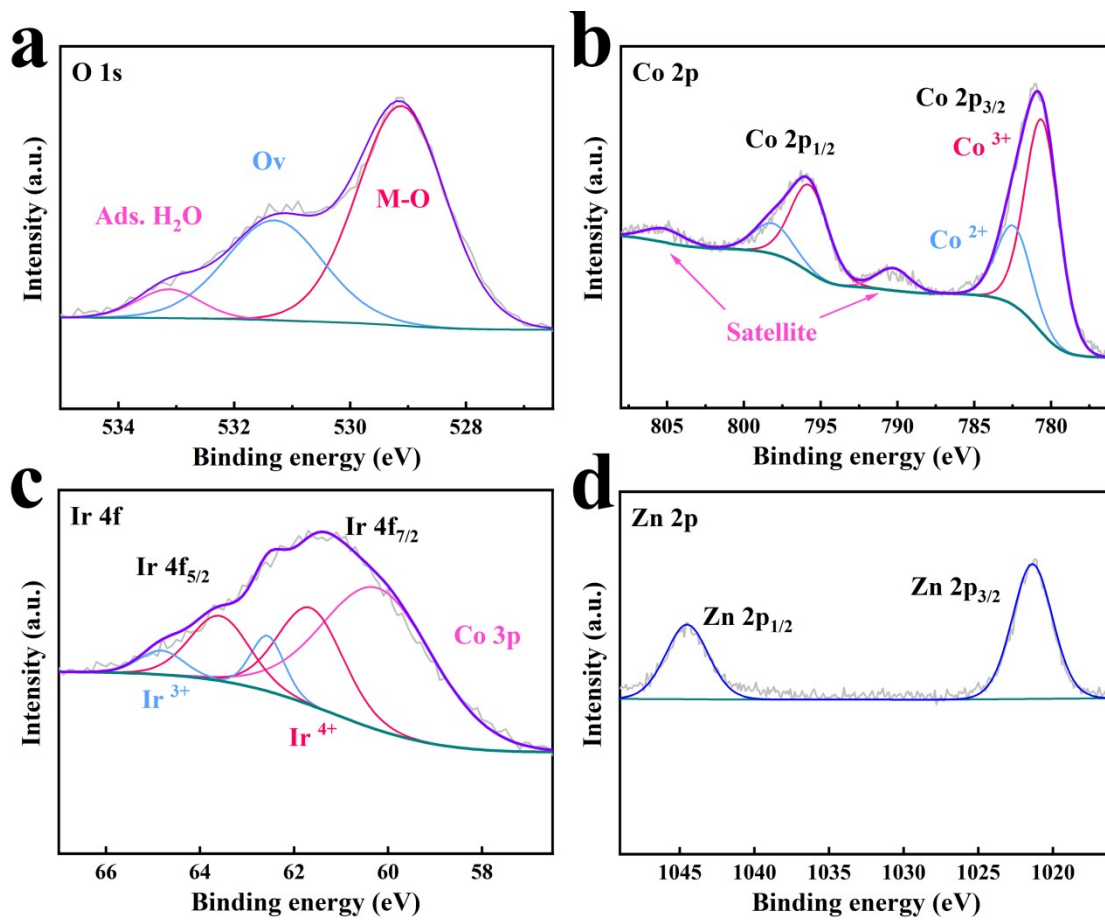 a
O 1s
Ov
M-O
Ads. H₂O
Intensity (a.u.)
534 532 530 528
Binding energy (eV)
b
Co 2p
Co 2p₃/₂
Co 2p₁/₂
Co ³⁺
Co ²⁺
Satellite
Intensity (a.u.)
805 800 795 790 785 780
Binding energy (eV)
c
Ir 4f
Ir 4f₇/₂
Ir 4f₅/₂
Co 3p
Ir ³⁺
Ir ⁴⁺
Intensity (a.u.)
66 64 62 60 58
Binding energy (eV)
d
Zn 2p
Zn 2p₃/₂
Zn 2p₁/₂
Intensity (a.u.)
1045 1040 1035 1030 1025 1020
Binding energy (eV)